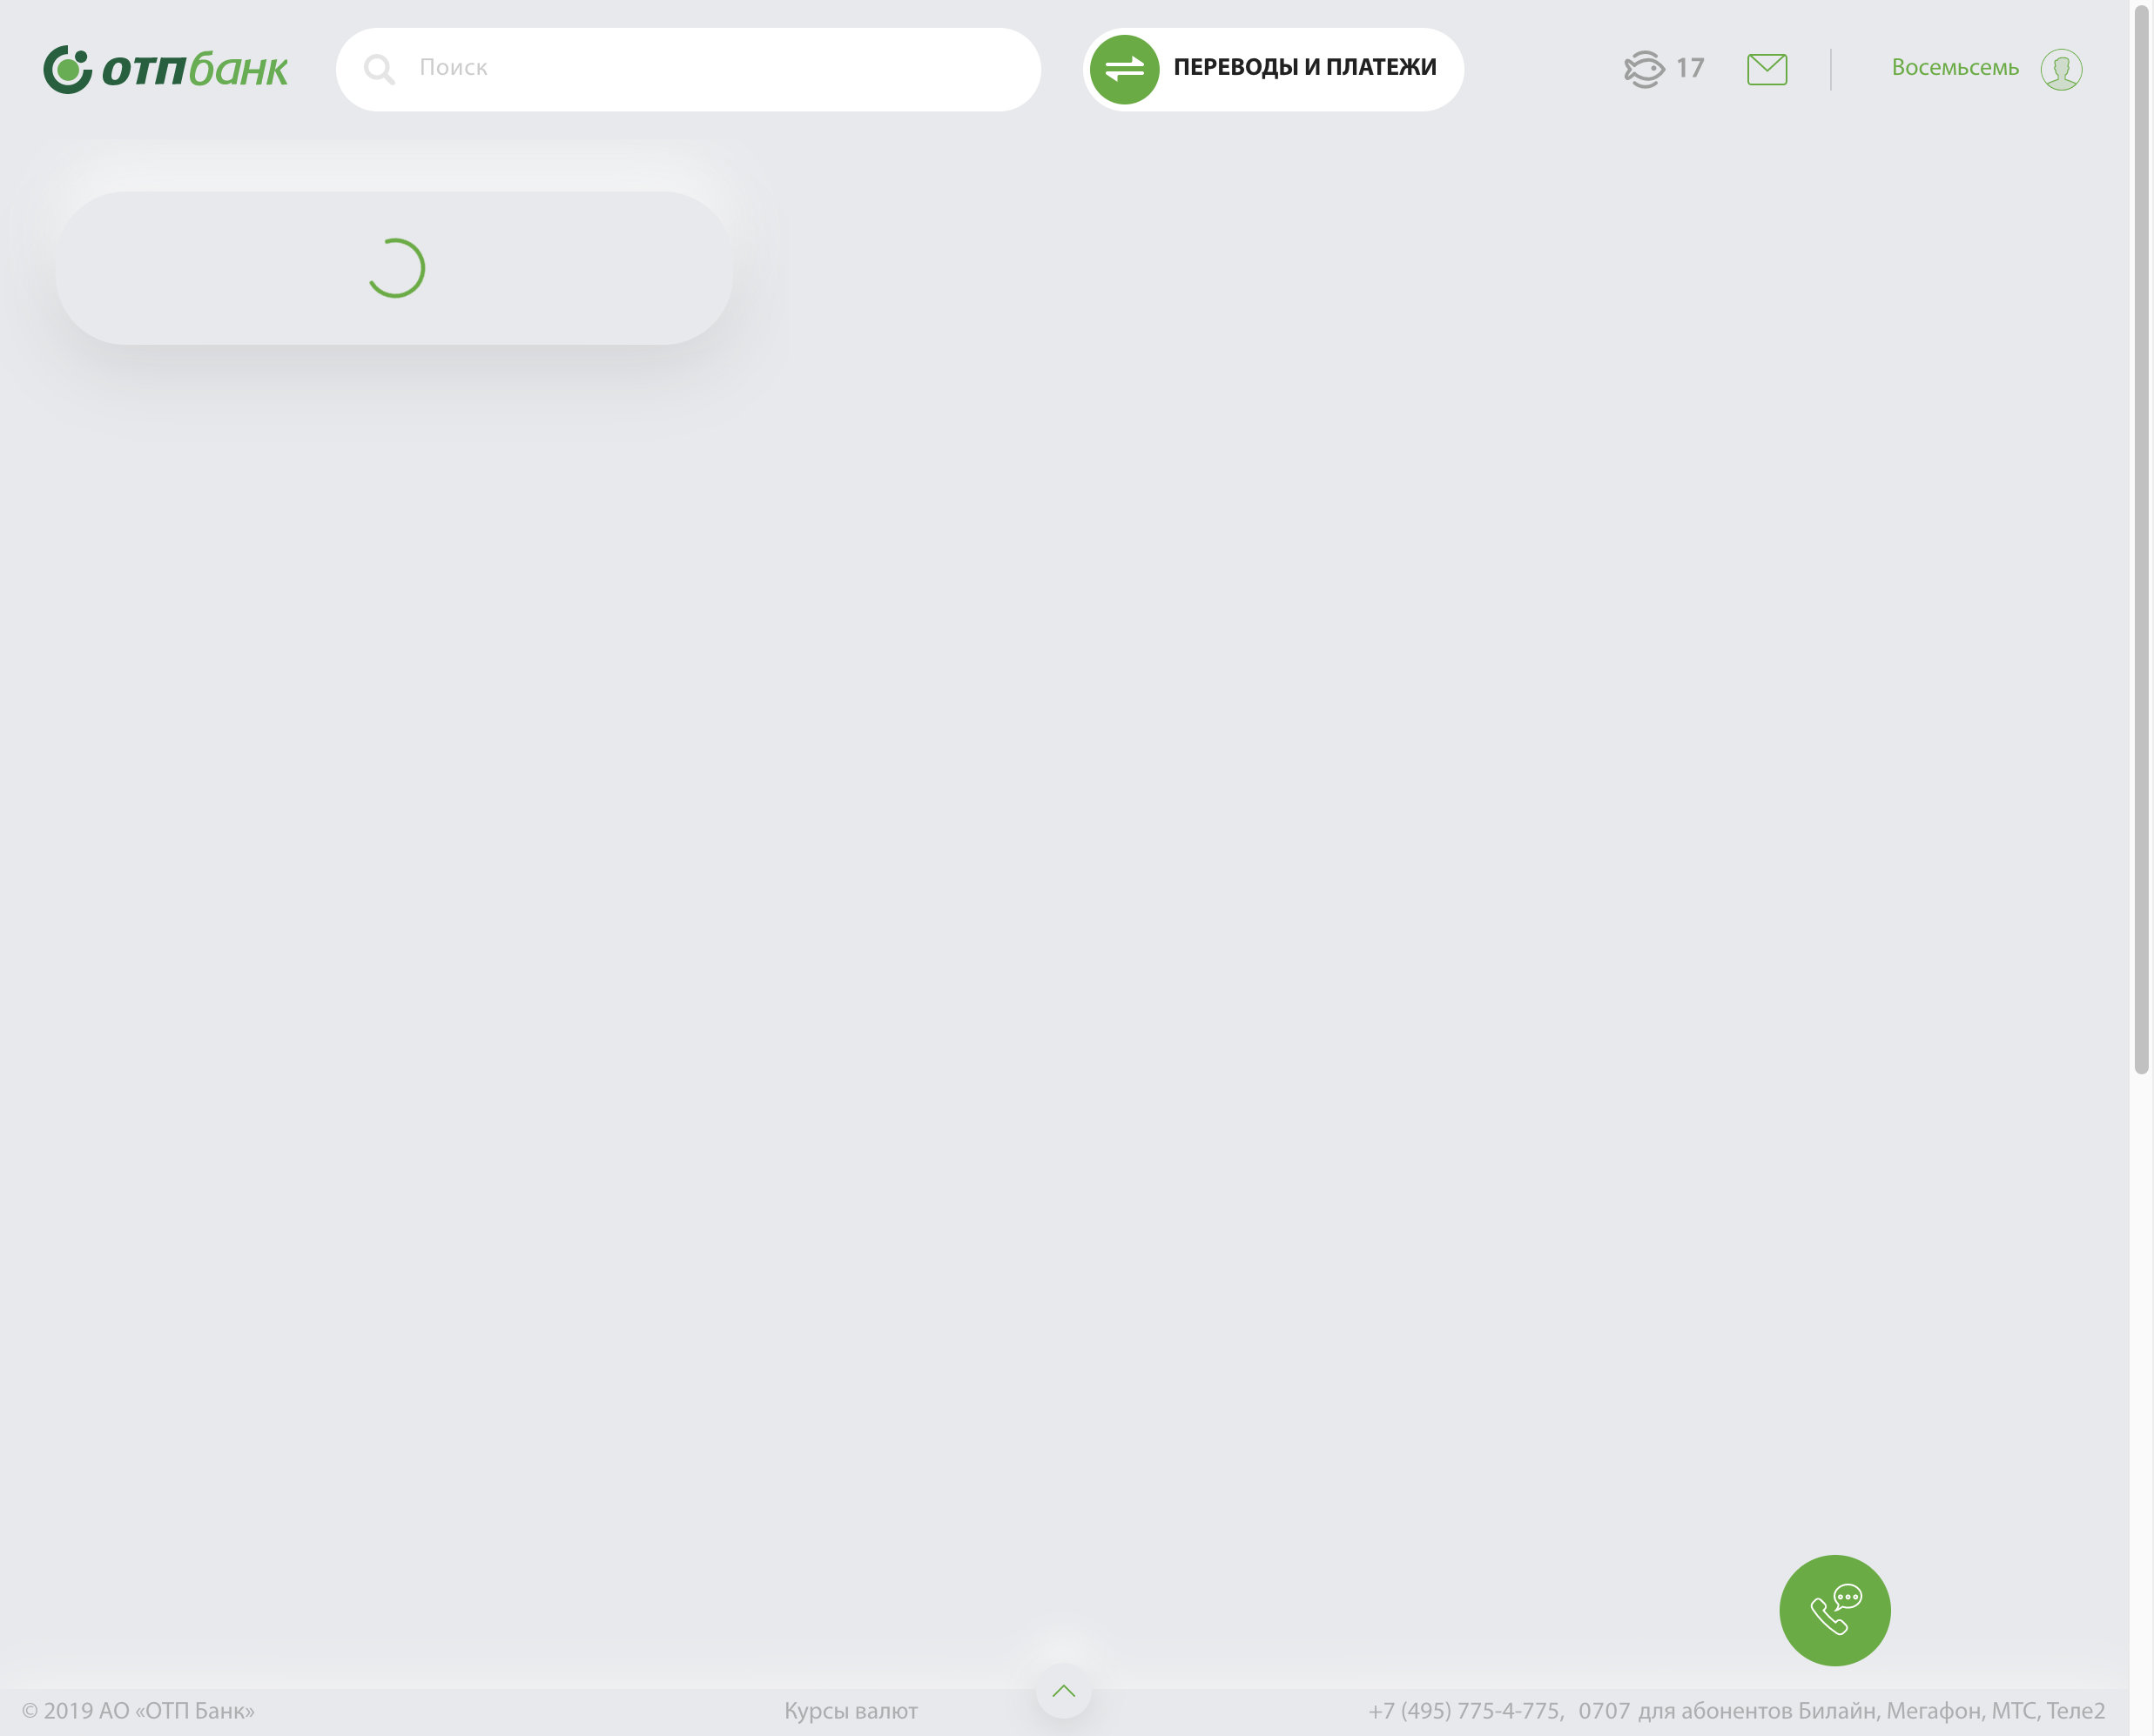 отпбанк
Поиск
ПЕРЕВОДЫ И ПЛАТЕЖИ
17
Восемьсемь
© 2019 АО «ОТП Банк»
Курсы валют
+7 (495) 775-4-775, 0707 для абонентов Билайн, Мегафон, МТС, Теле2